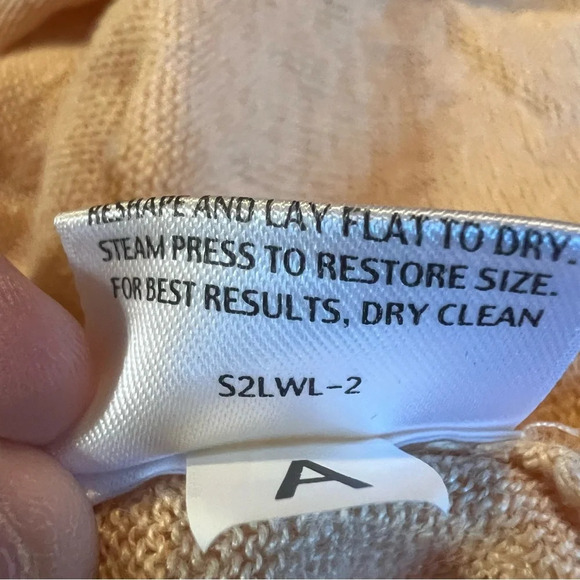 RESHAPE AND LAY FLAT TO DRY.
STEAM PRESS TO RESTORE SIZE.
FOR BEST RESULTS, DRY CLEAN
S2LWL-2
A